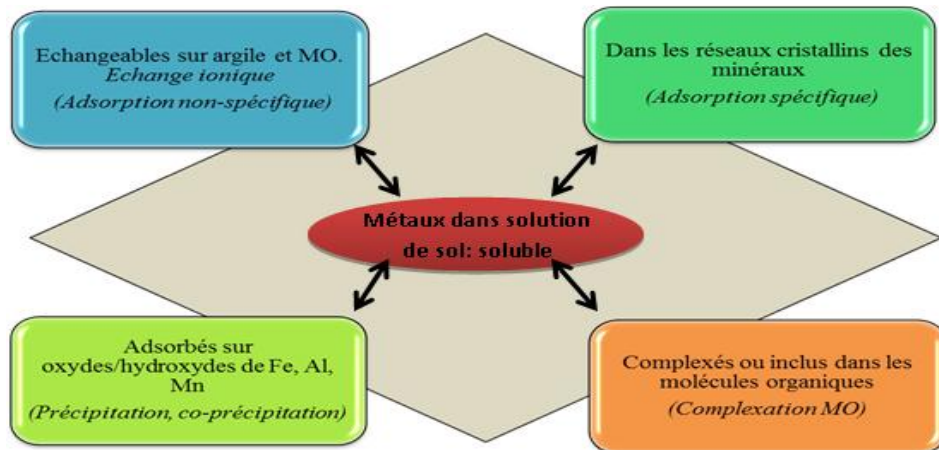 Echangeables sur argile et MO.
Echange ionique
(Adsorption non-spécifique)
Dans les réseaux cristallins des
minéraux
(Adsorption spécifique)
Métaux dans solution
de sol: soluble
Adsorbés sur
oxydes/hydroxydes de Fe, Al,
Mn
(Précipitation, co-précipitation)
Complexés ou inclus dans les
molécules organiques
(Complexation MO)